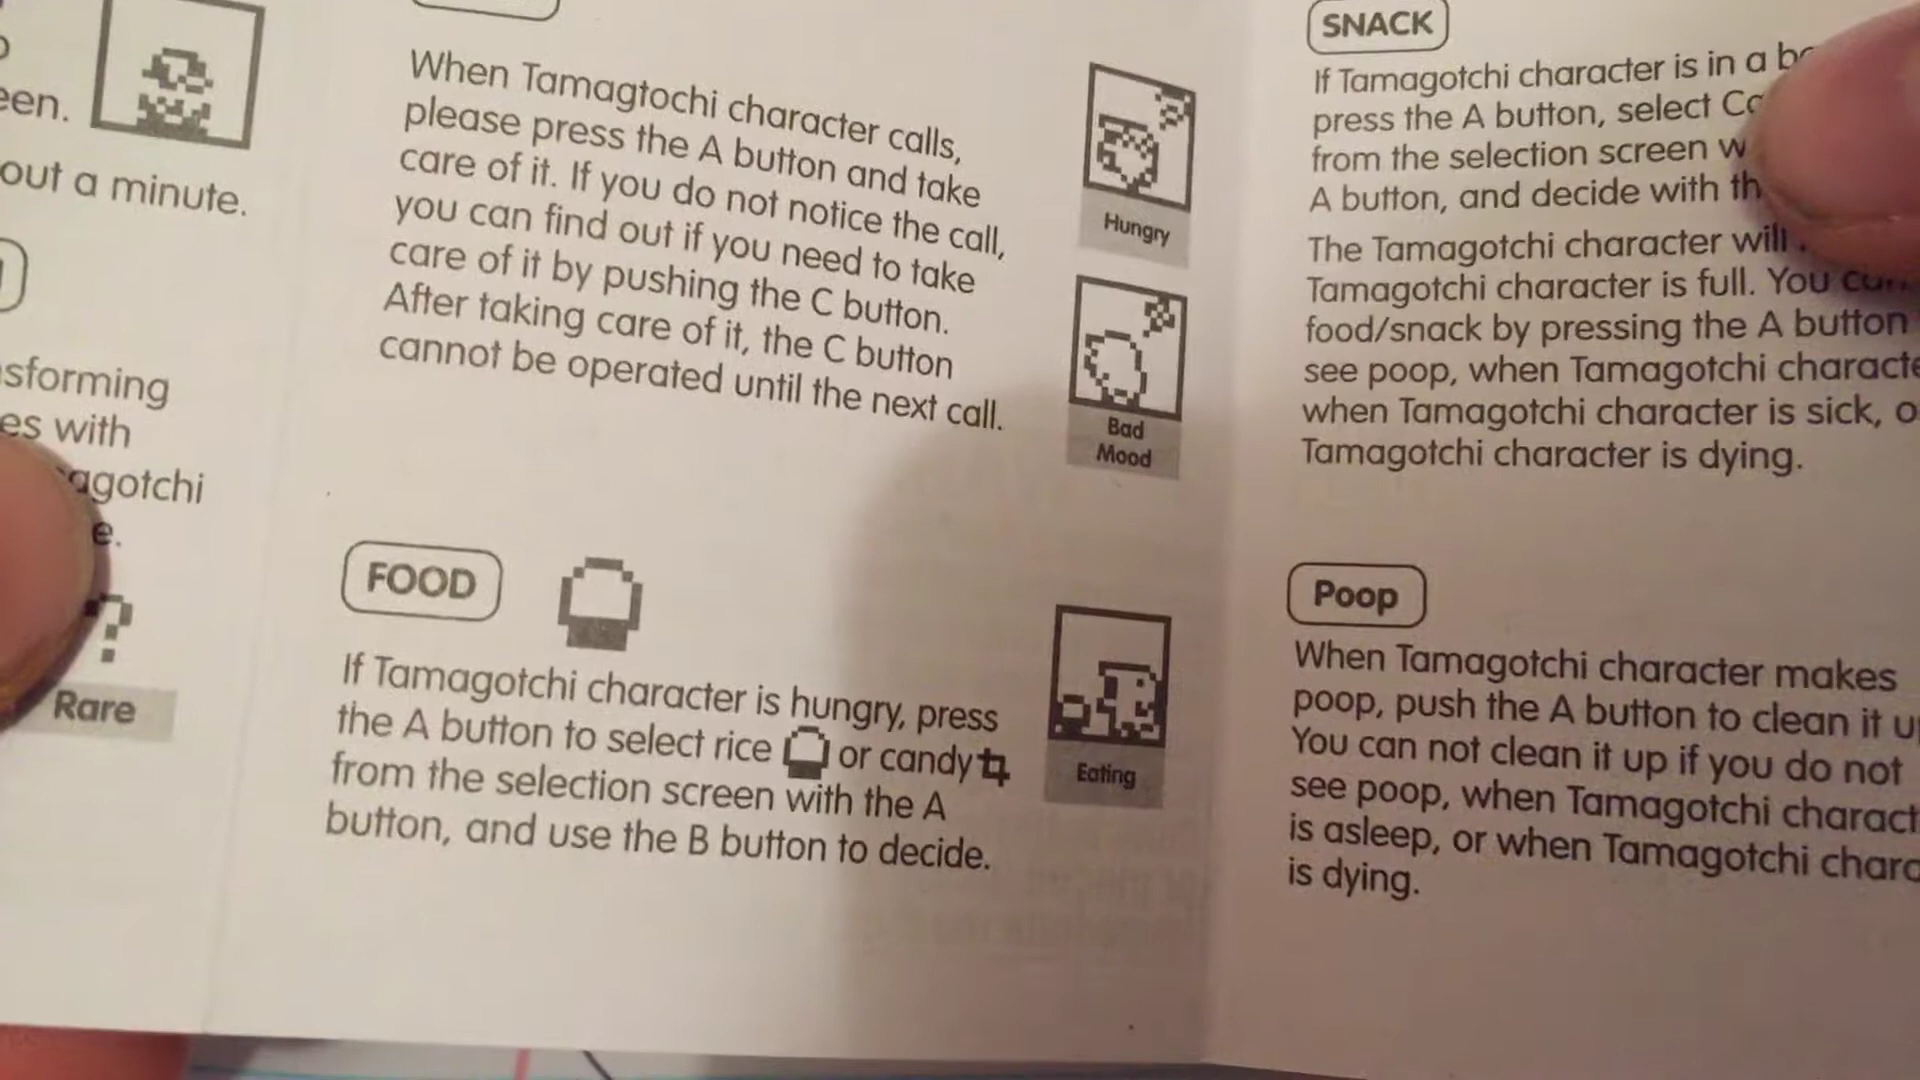 een.
out a minute.
sforming
es with
agotchi
e.
?
Rare
When Tamagtochi character calls,
please press the A button and take
care of it. If you do not notice the call,
you can find out if you need to take
care of it by pushing the C button.
After taking care of it, the C button
cannot be operated until the next call.
Hungry
Bad
Mood
FOOD
If Tamagotchi character is hungry, press
the A button to select rice or candy
from the selection screen with the A
button, and use the B button to decide.
Eating
SNACK
If Tamagotchi character is in a
press the A button, select
from the selection screen
A button, and decide with
The Tamagotchi character will
Tamagotchi character is full. You
food/snack by pressing the A button
see poop, when Tamagotchi characte
when Tamagotchi character is sick, o
Tamagotchi character is dying.
Poop
When Tamagotchi character makes
poop, push the A button to clean it up
You can not clean it up if you do not
see poop, when Tamagotchi charact
is asleep, or when Tamagotchi charc
is dying.